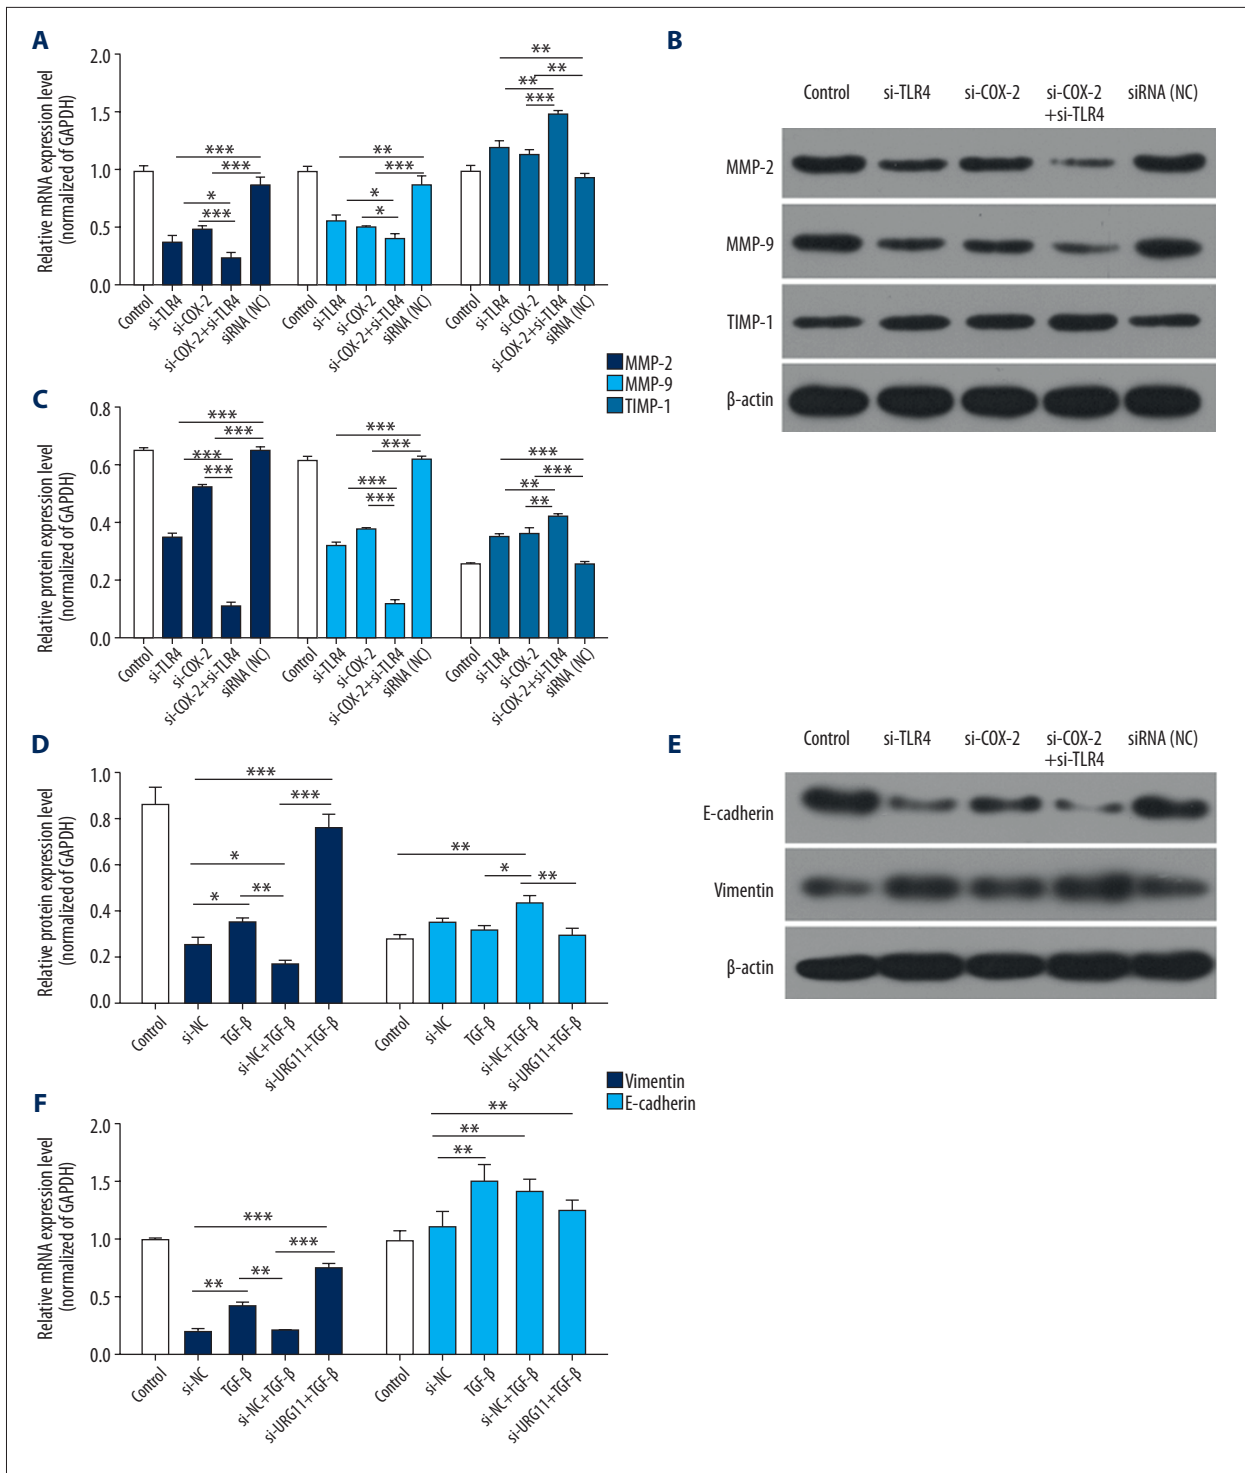 A
Relative mRNA expression level
(normalized of GAPDH)
2.0
1.5
1.0
0.5
0.0
***
***
*
***
**
***
*
*
**
**
**
***
Control
si-TLR4
si-COX-2
si-COX-2+si-TLR4
siRNA (NC)
Control
si-TLR4
si-COX-2
si-COX-2+si-TLR4
siRNA (NC)
Control
si-TLR4
si-COX-2
si-COX-2+si-TLR4
siRNA (NC)
B
Control
si-TLR4
si-COX-2
si-COX-2
+si-TLR4
siRNA (NC)
MMP-2
MMP-9
TIMP-1
β-actin
MMP-2
MMP-9
TIMP-1
C
Relative protein expression level
(normalized of GAPDH)
0.8
0.6
0.4
0.2
0.0
***
***
***
***
***
***
***
***
***
***
**
**
Control
si-TLR4
si-COX-2
si-COX-2+si-TLR4
siRNA (NC)
Control
si-TLR4
si-COX-2
si-COX-2+si-TLR4
siRNA (NC)
Control
si-TLR4
si-COX-2
si-COX-2+si-TLR4
siRNA (NC)
D
Relative protein expression level
(normalized of GAPDH)
1.0
0.8
0.6
0.4
0.2
0.0
***
***
*
*
**
**
*
**
Control
si-NC
TGF-β
si-NC+TGF-β
si-URG11+TGF-β
Control
si-NC
TGF-β
si-NC+TGF-β
si-URG11+TGF-β
E
Control
si-TLR4
si-COX-2
si-COX-2
+si-TLR4
siRNA (NC)
E-cadherin
Vimentin
β-actin
Vimentin
E-cadherin
F
Relative mRNA expression level
(normalized of GAPDH)
2.0
1.5
1.0
0.5
0.0
***
***
**
**
**
**
**
Control
si-NC
TGF-β
si-NC+TGF-β
si-URG11+TGF-β
Control
si-NC
TGF-β
si-NC+TGF-β
si-URG11+TGF-β